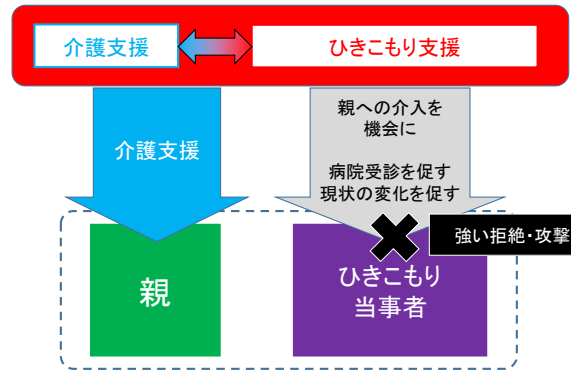 介護支援
ひきこもり支援
介護支援
親への介入を
機会に
病院受診を促す
現状の変化を促す
強い拒絶・攻撃
親
ひきこもり
当事者